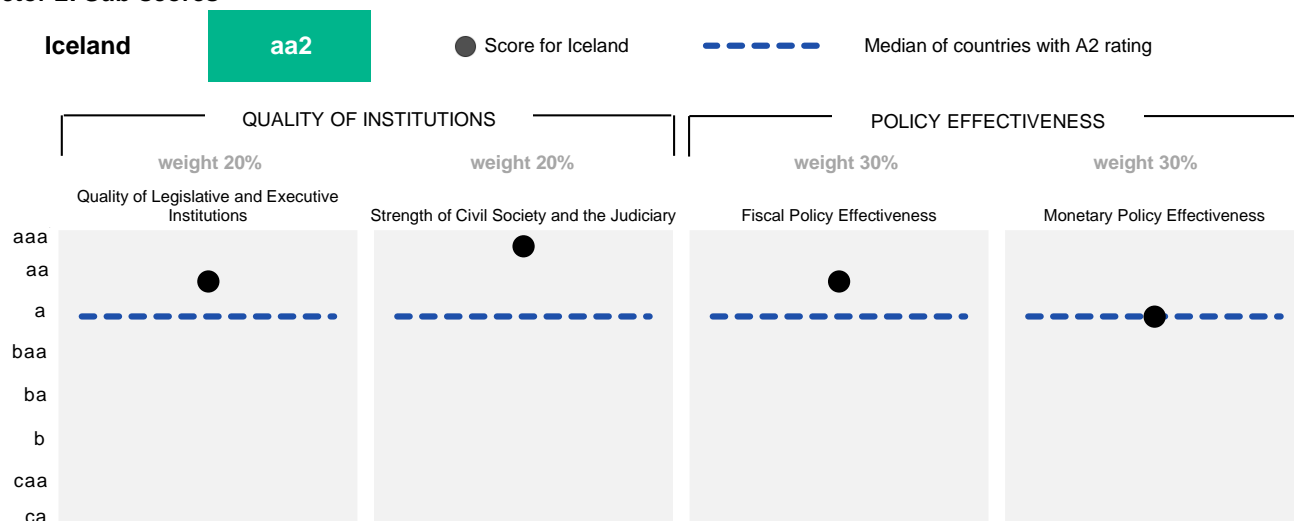 Iceland
aa2
Score for Iceland
Median of countries with A2 rating
QUALITY OF INSTITUTIONS
POLICY EFFECTIVENESS
weight 20%
weight 20%
weight 30%
weight 30%
Quality of Legislative and Executive
Institutions
Strength of Civil Society and the Judiciary
Fiscal Policy Effectiveness
Monetary Policy Effectiveness
aaa
aa
a
baa
ba
b
caa
ca